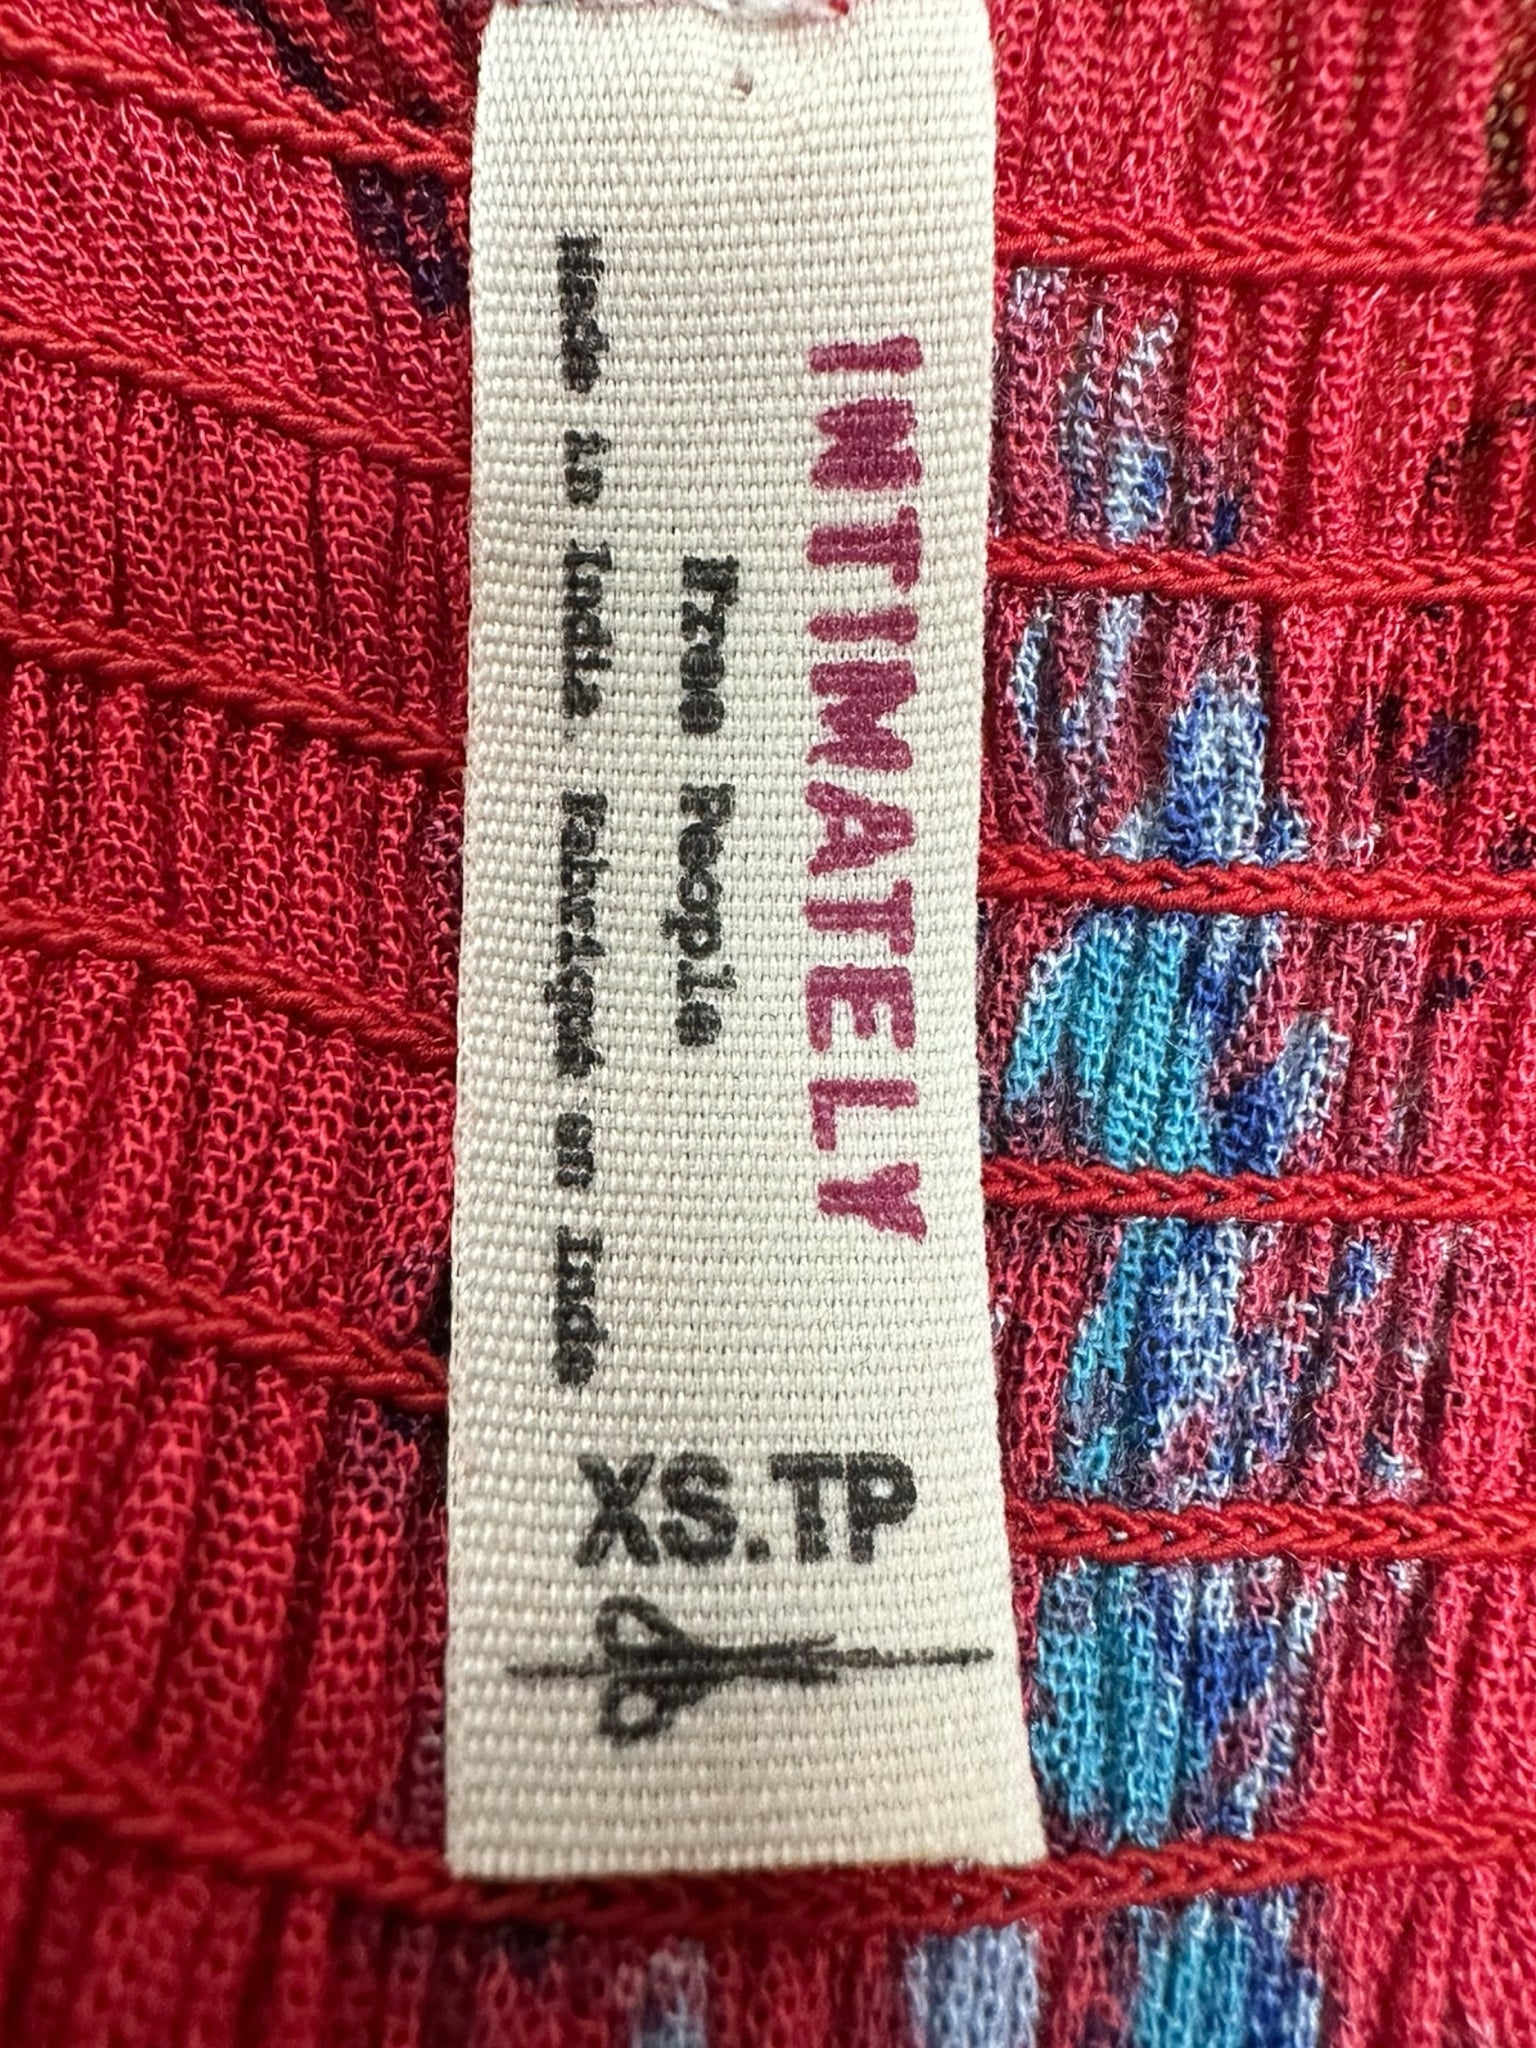 INTIMATELY
Free People
Made in India Fabriqué en Inde
XS.TP